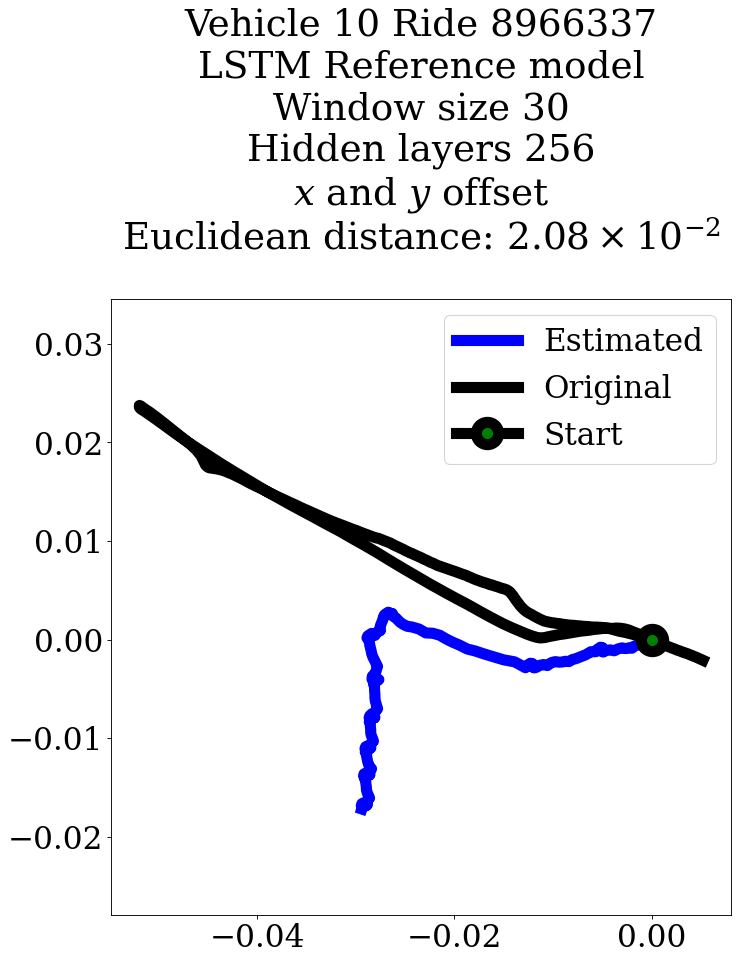 Vehicle 10 Ride 8966337
LSTM Reference model
Window size 30
Hidden layers 256
x and y offset
Euclidean distance: 2.08 × 10⁻²
Estimated
Original
Start
0.03
0.02
0.01
0.00
−0.01
−0.02
−0.04
−0.02
0.00